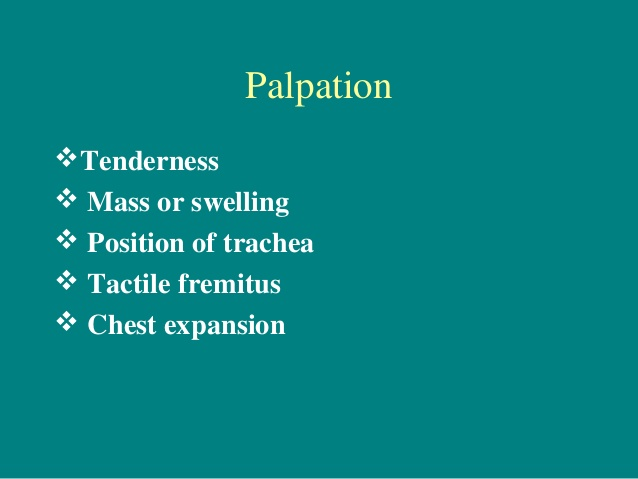 Palpation
❖Tenderness
❖ Mass or swelling
❖ Position of trachea
❖ Tactile fremitus
❖ Chest expansion